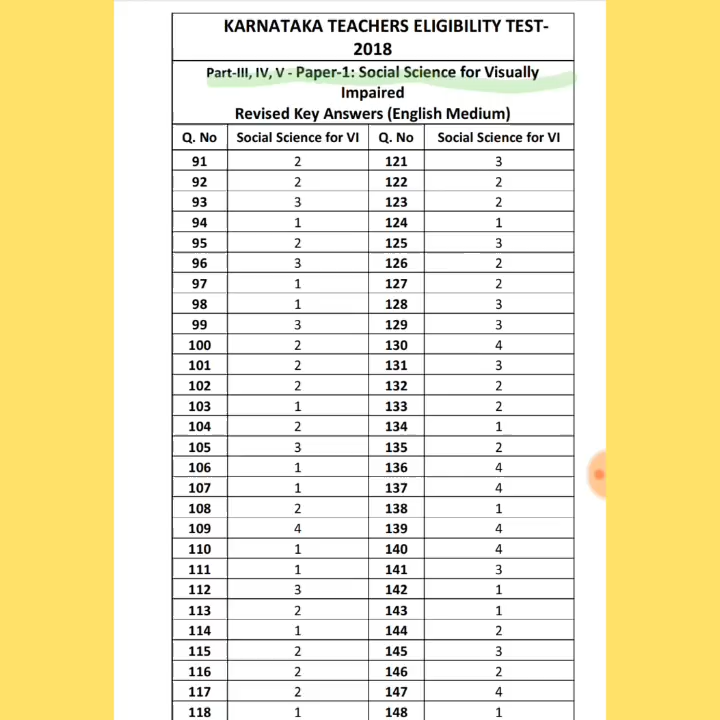 KARNATAKA TEACHERS ELIGIBILITY TEST-
2018
Part-III, IV, V - Paper-1: Social Science for Visually
Impaired
Revised Key Answers (English Medium)
Q. No Social Science for VI Q. No Social Science for VI
91 2 121 3
92 2 122 2
93 3 123 2
94 1 124 1
95 2 125 3
96 3 126 2
97 1 127 2
98 1 128 3
99 3 129 3
100 2 130 4
101 2 131 3
102 2 132 2
103 1 133 2
104 2 134 1
105 3 135 2
106 1 136 4
107 1 137 4
108 2 138 1
109 4 139 4
110 1 140 4
111 1 141 3
112 3 142 1
113 2 143 1
114 1 144 2
115 2 145 3
116 2 146 2
117 2 147 4
118 1 148 1